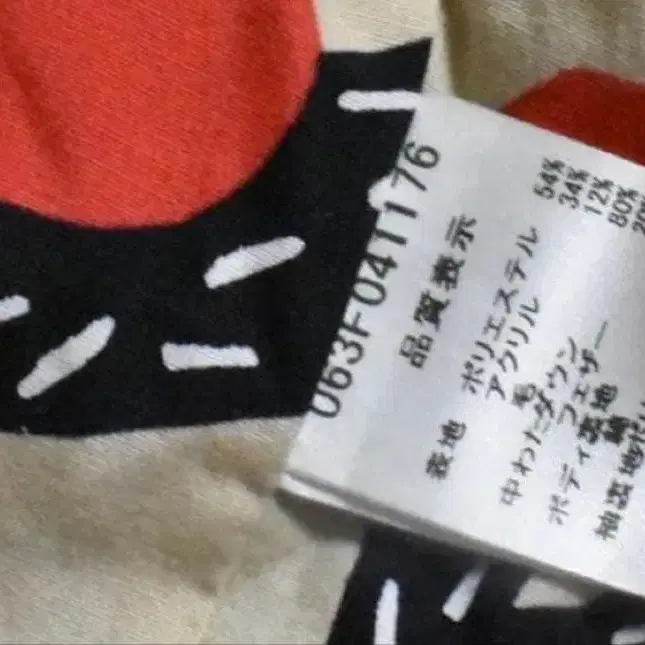 063F041176
品質表示
表地 ポリエステル 54%
アクリル 34%
毛 12%
中わた ダウン 80%
フェザー 20%
ボディ裏地 綿
袖裏地